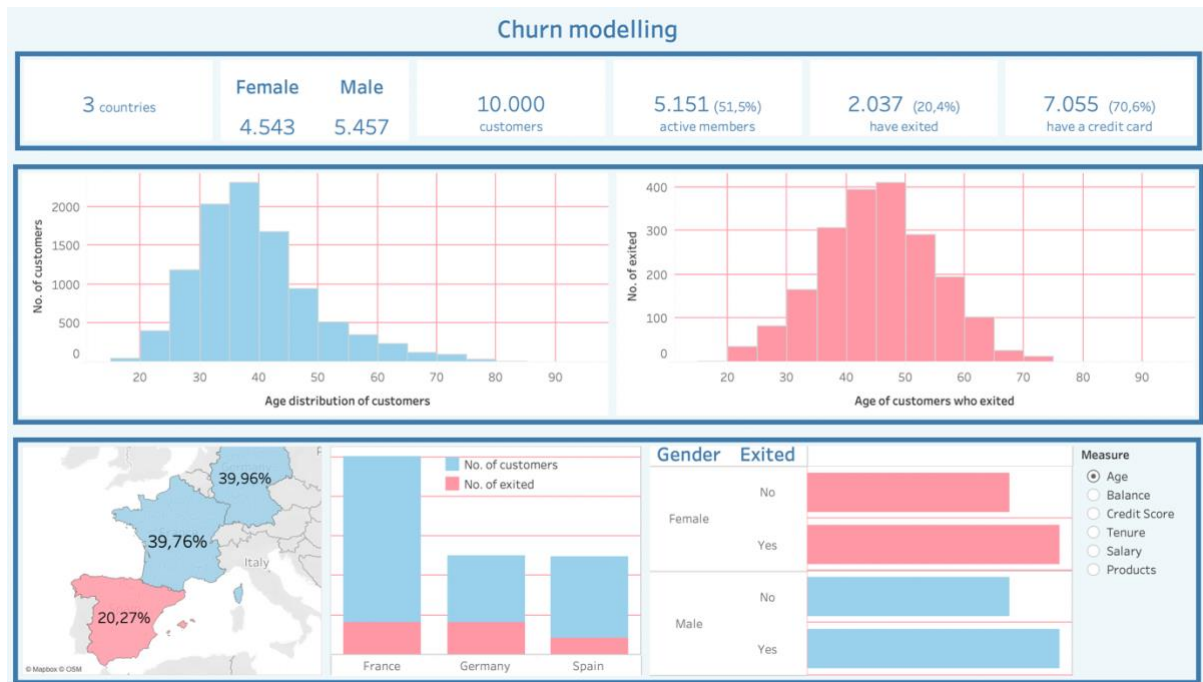 Churn modelling
3 countries
Female Male
4.543 5.457
10.000
customers
5.151 (51,5%)
active members
2.037 (20,4%)
have exited
7.055 (70,6%)
have a credit card
No. of customers
2000
1500
1000
500
0
20 30 40 50 60 70 80 90
Age distribution of customers
No. of exited
400
300
200
100
0
20 30 40 50 60 70 80 90
Age of customers who exited
39,96%
39,76%
Italy
20,27%
© Mapbox © OSM
No. of customers
No. of exited
France Germany Spain
Gender Exited
Female
No
Yes
Male
No
Yes
Measure
Age
Balance
Credit Score
Tenure
Salary
Products